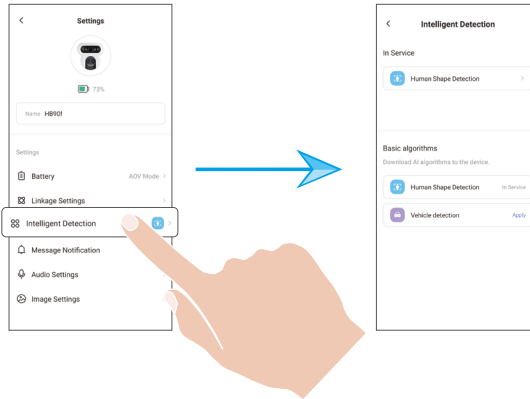 Settings
73%
Name HB901
Settings
Battery AOV Mode
Linkage Settings
Intelligent Detection
Message Notification
Audio Settings
Image Settings
Intelligent Detection
In Service
Human Shape Detection
Basic algorithms
Download AI algorithms to the device.
Human Shape Detection In Service
Vehicle detection Apply